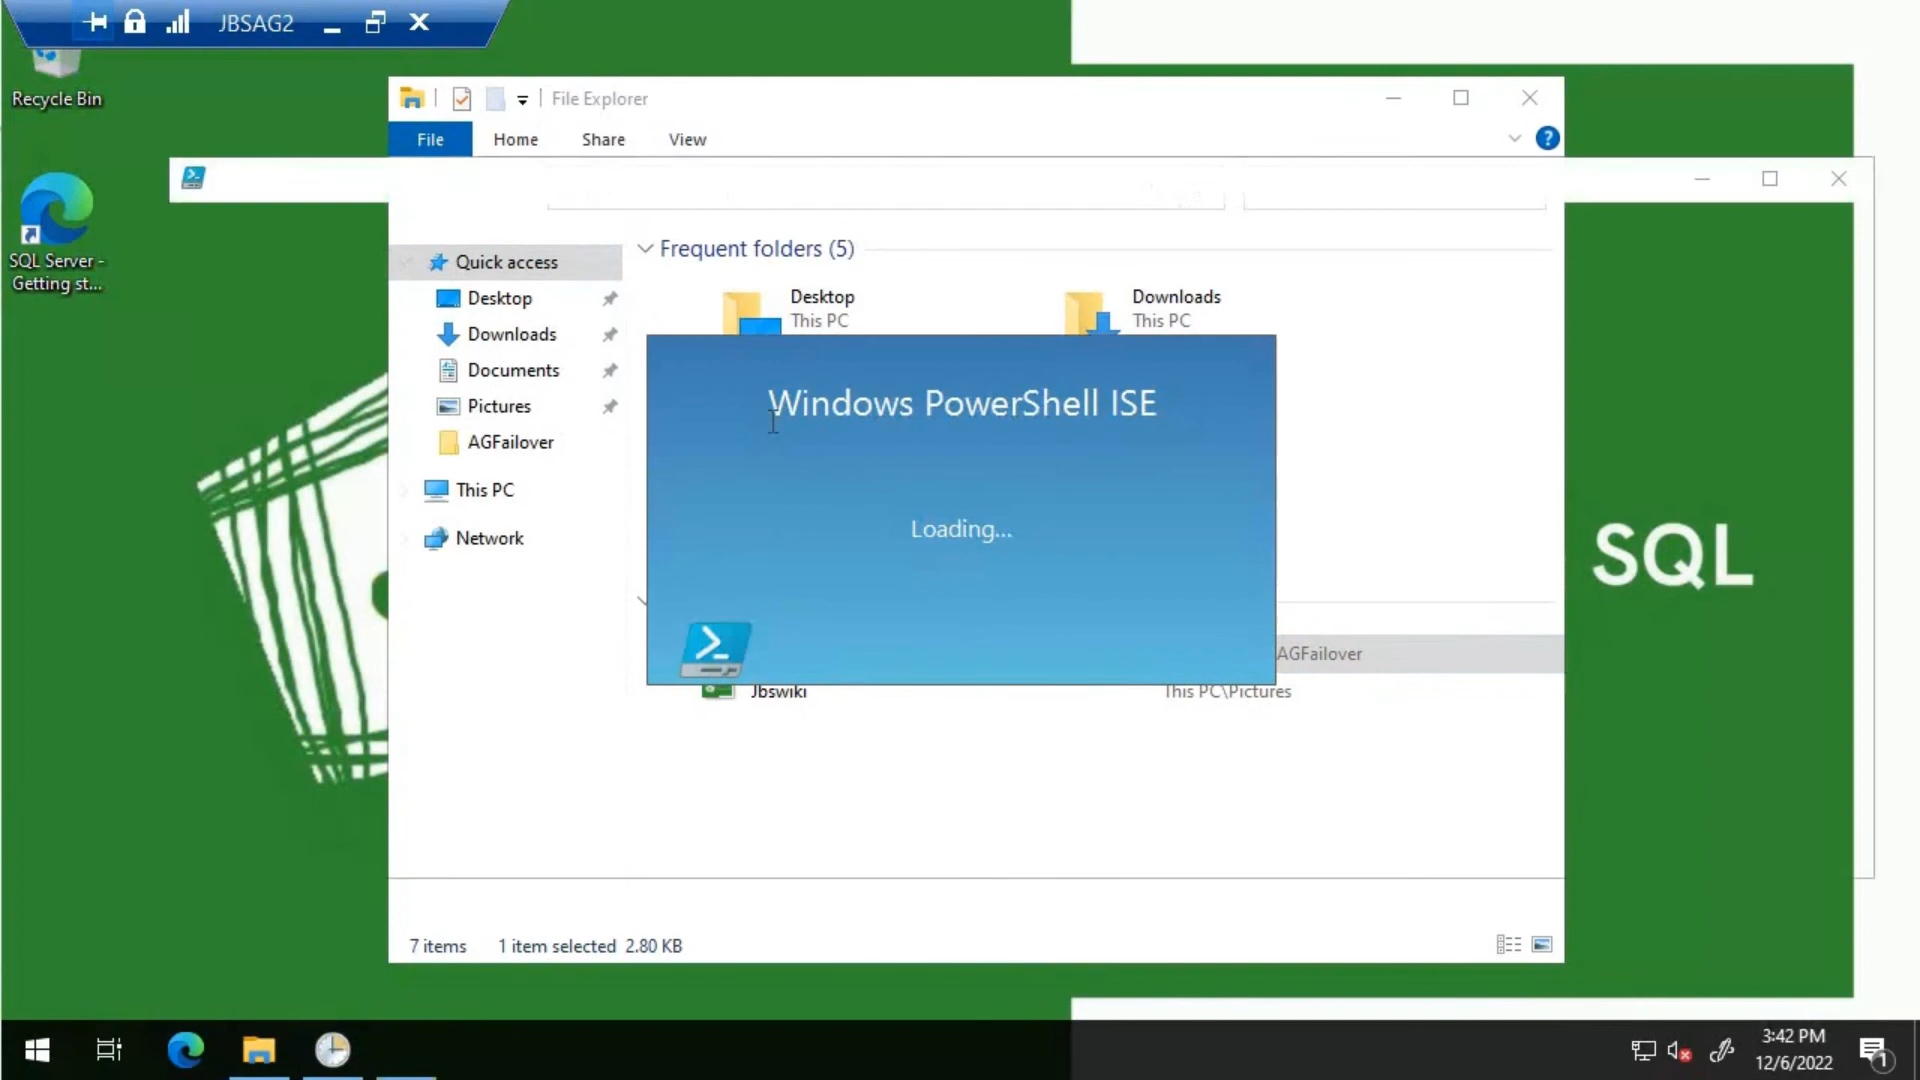 JBSAG2
Recycle Bin
SQL Server -
Getting st...
File Explorer
File
Home
Share
View
Quick access
Desktop
Downloads
Documents
Pictures
AGFailover
This PC
Network
Frequent folders (5)
Desktop
This PC
Downloads
This PC
Windows PowerShell ISE
Loading...
AGFailover
Jbswiki
This PC\Pictures
SQL
7 items
1 item selected 2.80 KB
3:42 PM
12/6/2022
1